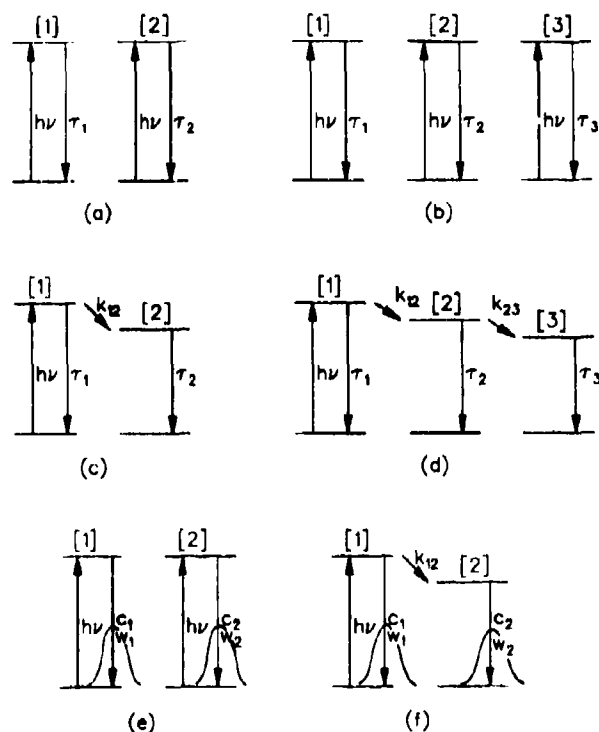 [1] [2] [1] [2] [3]
hν τ1 hν τ2 hν τ1 hν τ2 hν τ3
(a) (b)
[1] k12 [2] [1] k12 [2] k23 [3]
hν τ1 τ2 hν τ1 τ2 τ3
(c) (d)
[1] [2] [1] k12 [2]
hν c1 hν c2 hν c1 c2
w1 w2 w1 w2
(e) (f)